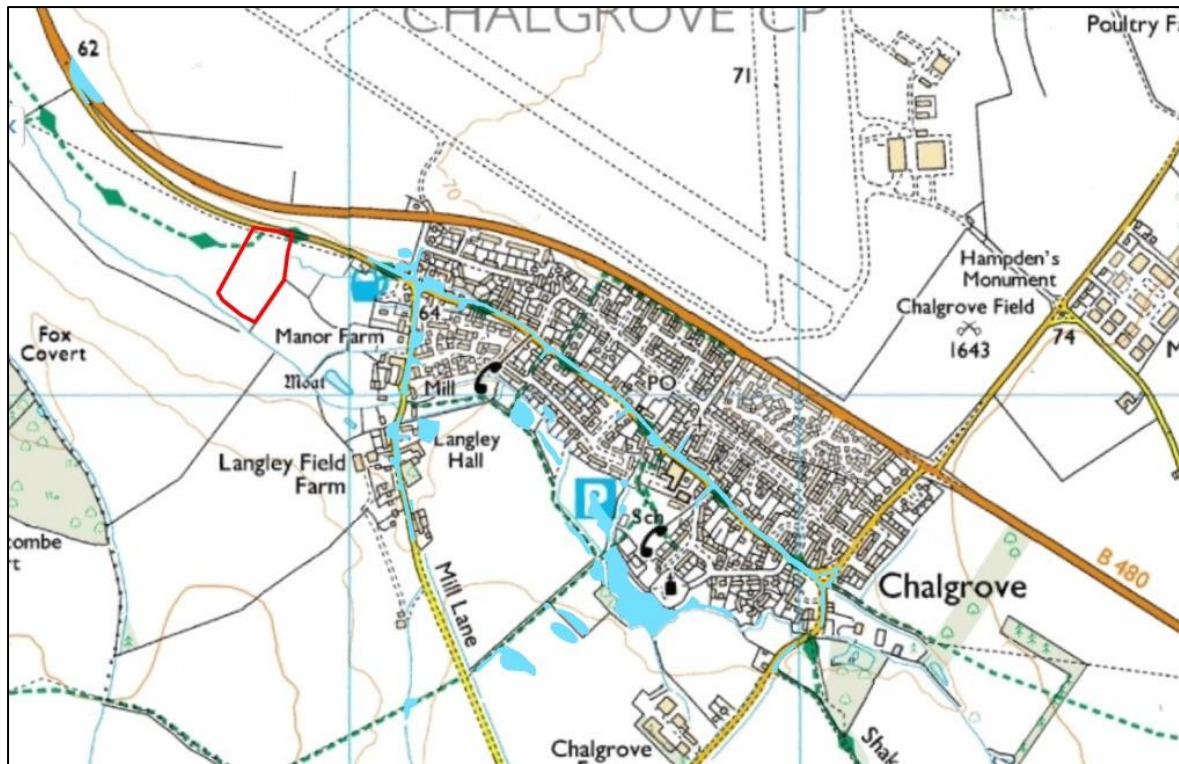 CHALGROVE CP
Poultry
62
71
70
Hampden's
Monument
Chalgrove Field
1643
74
64
Manor Farm
Fox
Covert
Moat
Mill
PO
Langley
Hall
Langley Field
Farm
P
Sch
Mill Lane
B 480
Chalgrove
Chalgrove